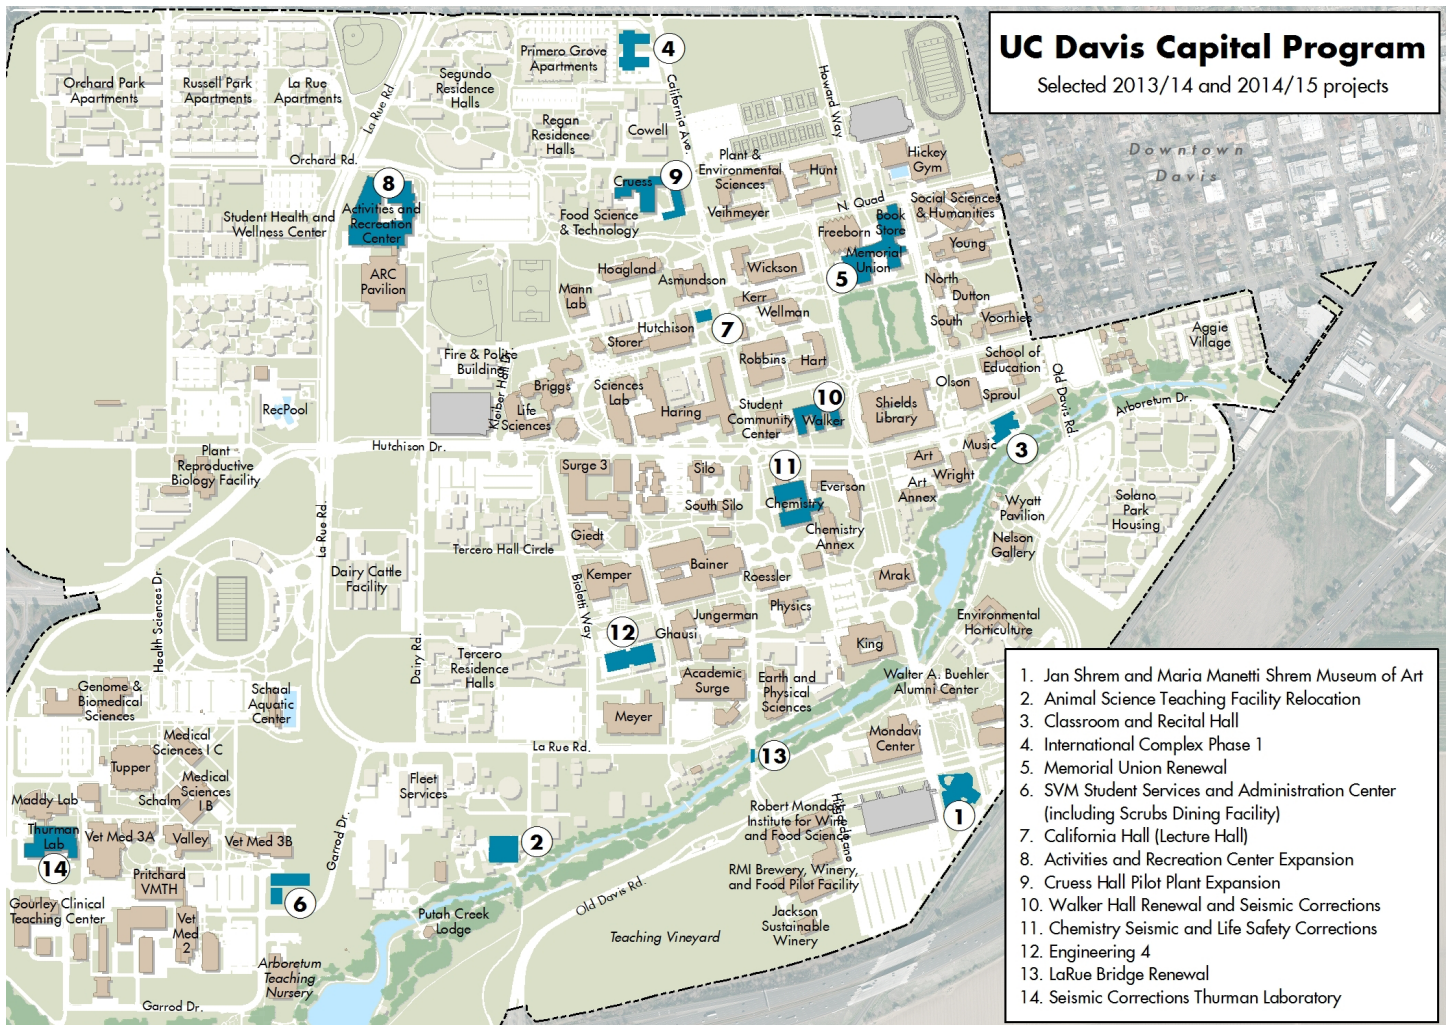 UC Davis Capital Program
Selected 2013/14 and 2014/15 projects
Downtown
Davis
Orchard Park
Apartments
Russell Park
Apartments
La Rue
Apartments
La Rue Rd.
Segundo
Residence
Halls
Primero Grove
Apartments
4
California Ave.
Howard Way
Regan
Residence
Halls
Cowell
Orchard Rd.
8
Activities and
Recreation
Center
Student Health and
Wellness Center
ARC
Pavilion
Cruess
9
Food Science
& Technology
Plant &
Environmental
Sciences
Hunt
Hickey
Gym
Veihmeyer
N. Quad
Book
Store
Social Sciences
& Humanities
Freeborn
Memorial
Union
5
Young
Hoagland
Asmundson
Wickson
Mann
Lab
Kerr
Wellman
North
Dutton
South
Voorhies
Hutchison
7
Storer
Robbins
Hart
Fire & Police
Building
Kleiber Hall Dr.
Briggs
Life
Sciences
Sciences
Lab
Haring
Student
Community
Center
10
Walker
Shields
Library
Olson
School of
Education
Sproul
Old Davis Rd.
Arboretum Dr.
Aggie
Village
RecPool
Hutchison Dr.
Music
3
Plant
Reproductive
Biology Facility
Surge 3
Silo
South Silo
11
Chemistry
Everson
Chemistry
Annex
Art
Wright
Art
Annex
Wyatt
Pavilion
Nelson
Gallery
Solano
Park
Housing
La Rue Rd.
Giedt
Tercero Hall Circle
Dairy Cattle
Facility
Kemper
Bainer
Roessler
Mrak
Bioletti Way
Health Sciences Dr.
Dairy Rd.
Jungerman
Physics
12
Ghausi
King
Environmental
Horticulture
Tercero
Residence
Halls
Academic
Surge
Earth and
Physical
Sciences
Walter A. Buehler
Alumni Center
Genome &
Biomedical
Sciences
Schaal
Aquatic
Center
Meyer
La Rue Rd.
Mondavi
Center
13
Medical
Sciences I C
Tupper
Medical
Sciences
I B
Schalm
Maddy Lab
Fleet
Services
Robert Mondavi
Institute for Wine
and Food Science
1
Thurman
Lab
14
Vet Med 3A
Valley
Vet Med 3B
Garrod Dr.
2
RMI Brewery, Winery,
and Food Pilot Facility
Pritchard
VMTH
6
Gourley Clinical
Teaching Center
Vet
Med
2
Putah Creek
Lodge
Old Davis Rd.
Teaching Vineyard
Jackson
Sustainable
Winery
Arboretum
Teaching
Nursery
Garrod Dr.
1. Jan Shrem and Maria Manetti Shrem Museum of Art
2. Animal Science Teaching Facility Relocation
3. Classroom and Recital Hall
4. International Complex Phase 1
5. Memorial Union Renewal
6. SVM Student Services and Administration Center
(including Scrubs Dining Facility)
7. California Hall (Lecture Hall)
8. Activities and Recreation Center Expansion
9. Cruess Hall Pilot Plant Expansion
10. Walker Hall Renewal and Seismic Corrections
11. Chemistry Seismic and Life Safety Corrections
12. Engineering 4
13. LaRue Bridge Renewal
14. Seismic Corrections Thurman Laboratory